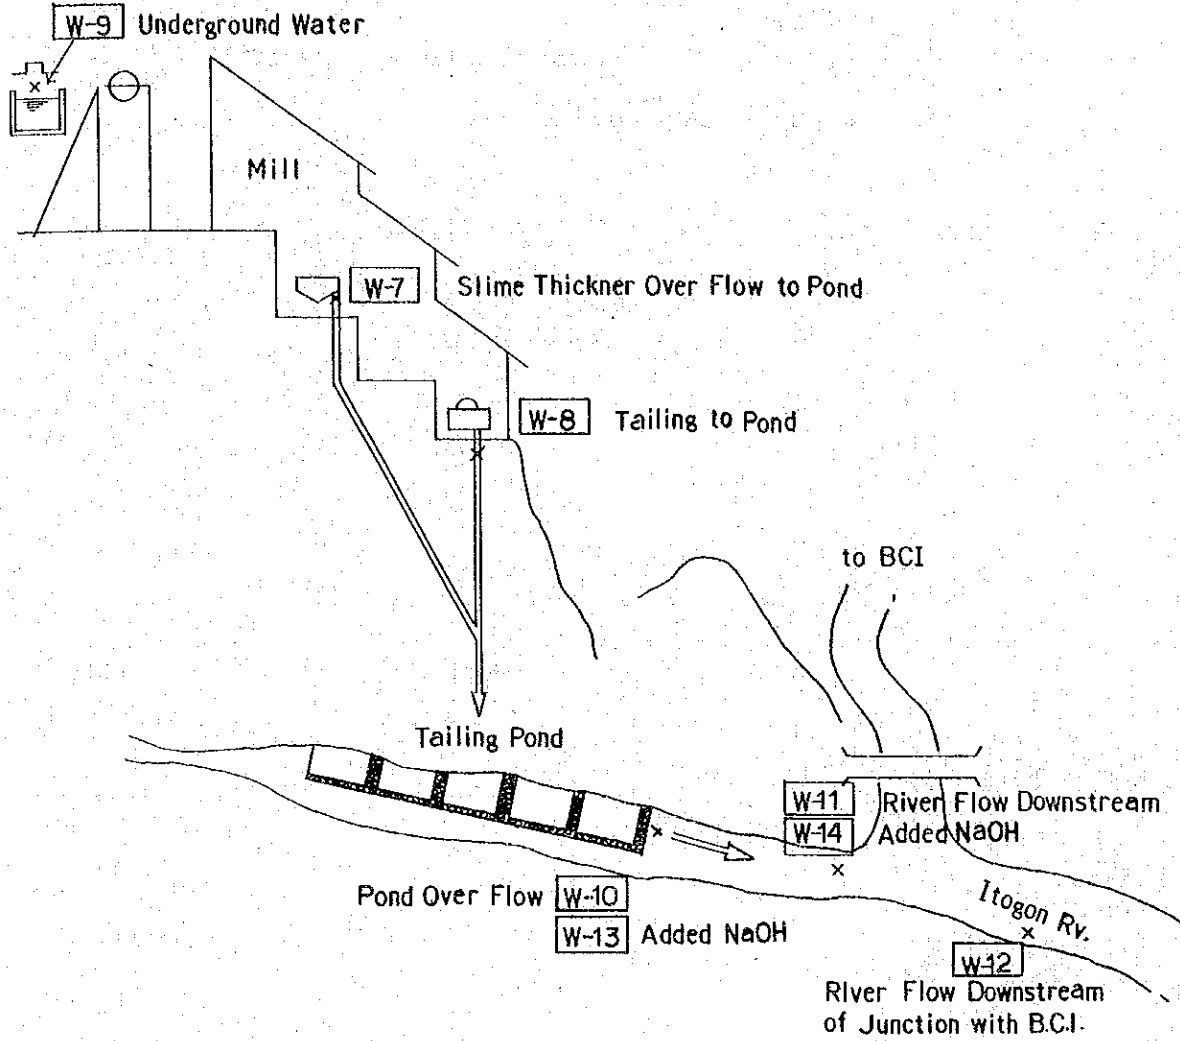 W-9 Underground Water
Mill
W-7 Slime Thickner Over Flow to Pond
W-8 Tailing to Pond
to BCI
Tailing Pond
W-11 River Flow Downstream
W-14 Added NaOH
Pond Over Flow W-10
W-13 Added NaOH
Itogon Rv.
W-12
River Flow Downstream
of Junction with B.C.I.